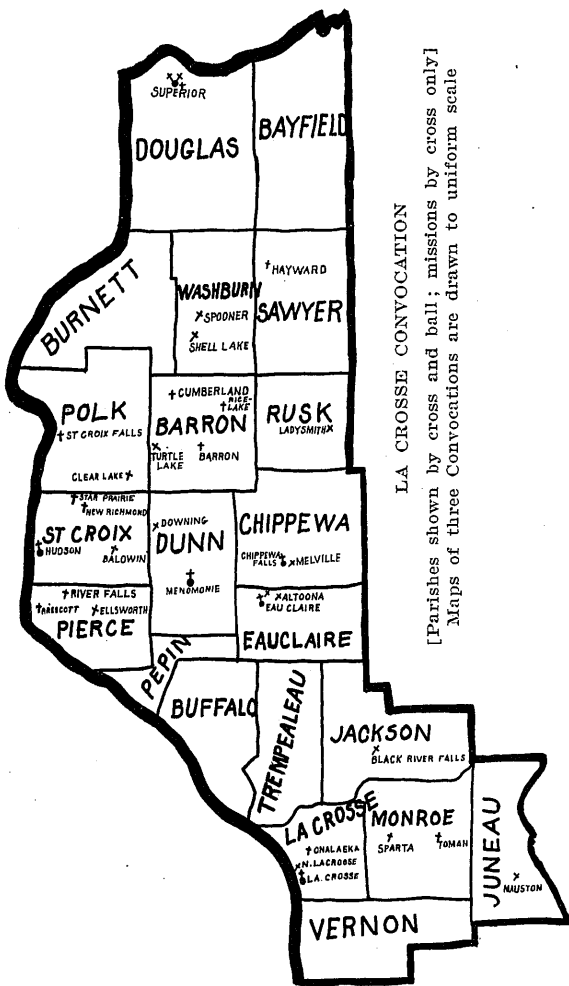 SUPERIOR
DOUGLAS
BAYFIELD
BURNETT
WASHBURN
SPOONER
SHELL LAKE
HAYWARD
SAWYER
POLK
ST CROIX FALLS
CLEAR LAKE
CUMBERLAND
RICE-
LAKE
BARRON
TURTLE
LAKE
BARRON
RUSK
LADYSMITH
STAR PRAIRIE
NEW RICHMOND
ST CROIX
HUDSON
BALDWIN
DOWNING
DUNN
MENOMONIE
CHIPPEWA
CHIPPEWA
FALLS
MELVILLE
RIVER FALLS
PRESCOTT
ELLSWORTH
PIERCE
ALTOONA
EAU CLAIRE
EAUCLAIRE
PEPIN
BUFFALO
TREMPEALEAU
JACKSON
BLACK RIVER FALLS
LA CROSSE
ONALAEKA
N. LACROOSE
LA. CROSSE
MONROE
SPARTA
TOMAH
JUNEAU
MAUSTON
VERNON
LA CROSSE CONVOCATION
[Parishes shown by cross and ball; missions by cross only]
Maps of three Convocations are drawn to uniform scale